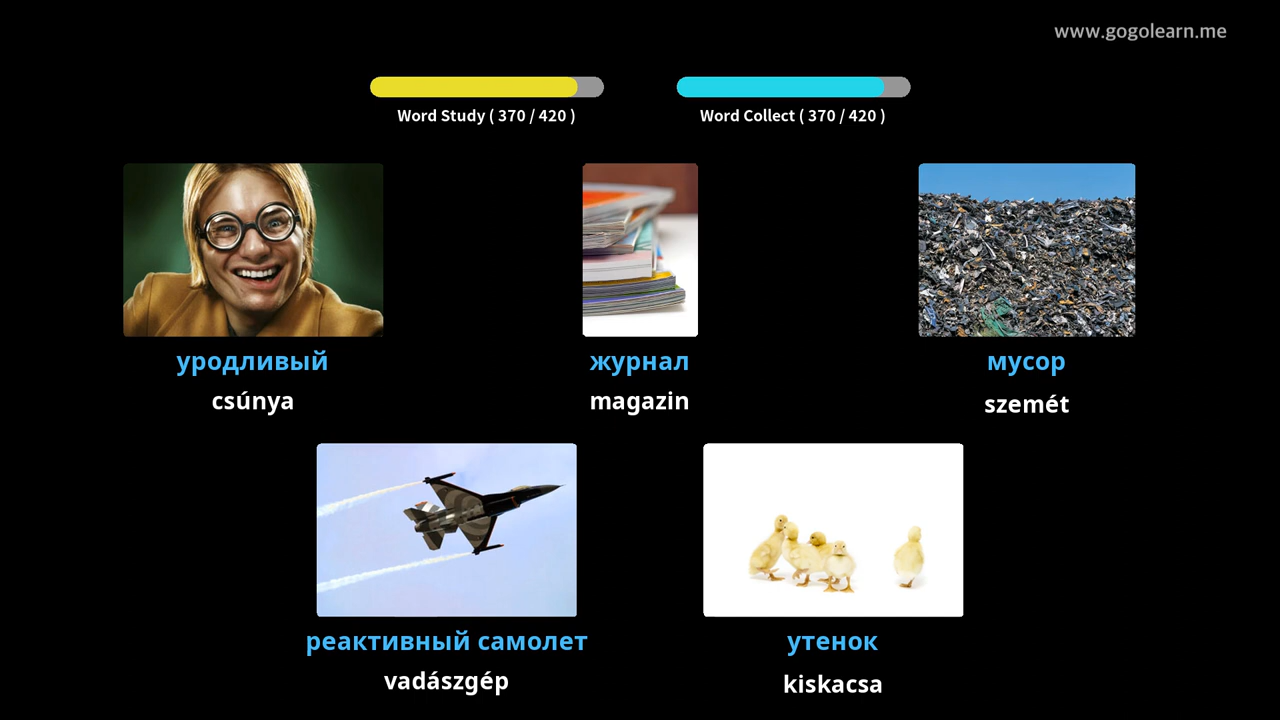 www.gogolearn.me
Word Study ( 370 / 420 )
Word Collect ( 370 / 420 )
уродливый
csúnya
журнал
magazin
мусор
szemét
реактивный самолет
vadászgép
утенок
kiskacsa